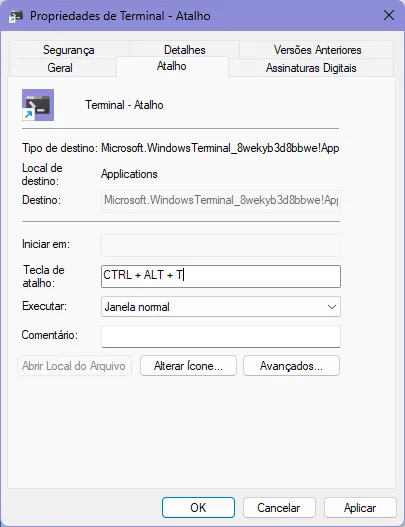 Propriedades de Terminal - Atalho
Segurança Detalhes Versões Anteriores
Geral Atalho Assinaturas Digitais
Terminal - Atalho
Tipo de destino: Microsoft.WindowsTerminal_8wekyb3d8bbwe!App
Local de destino: Applications
Destino: Microsoft.WindowsTerminal_8wekyb3d8bbwe!App
Iniciar em:
Tecla de atalho: CTRL + ALT + T
Executar: Janela normal
Comentário:
Abrir Local do Arquivo Alterar Ícone... Avançados...
OK Cancelar Aplicar